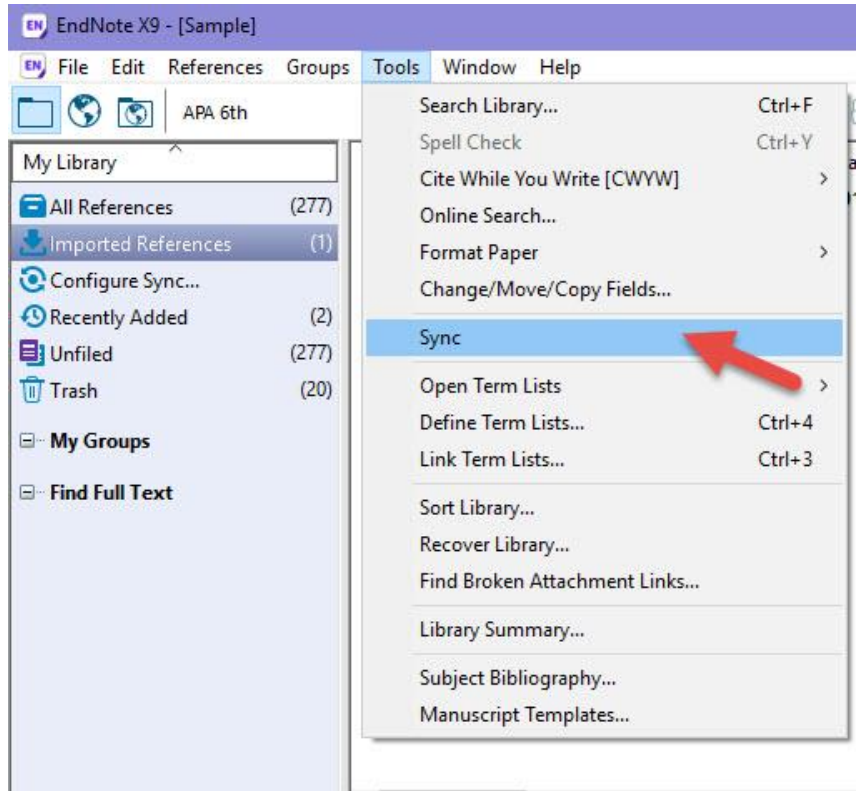 EN EndNote X9 - [Sample]
EN File Edit References Groups Tools Window Help
APA 6th
My Library
All References (277)
Imported References (1)
Configure Sync...
Recently Added (2)
Unfiled (277)
Trash (20)
My Groups
Find Full Text
Search Library... Ctrl+F
Spell Check Ctrl+Y
Cite While You Write [CWYW]
Online Search...
Format Paper
Change/Move/Copy Fields...
Sync
Open Term Lists
Define Term Lists... Ctrl+4
Link Term Lists... Ctrl+3
Sort Library...
Recover Library...
Find Broken Attachment Links...
Library Summary...
Subject Bibliography...
Manuscript Templates...